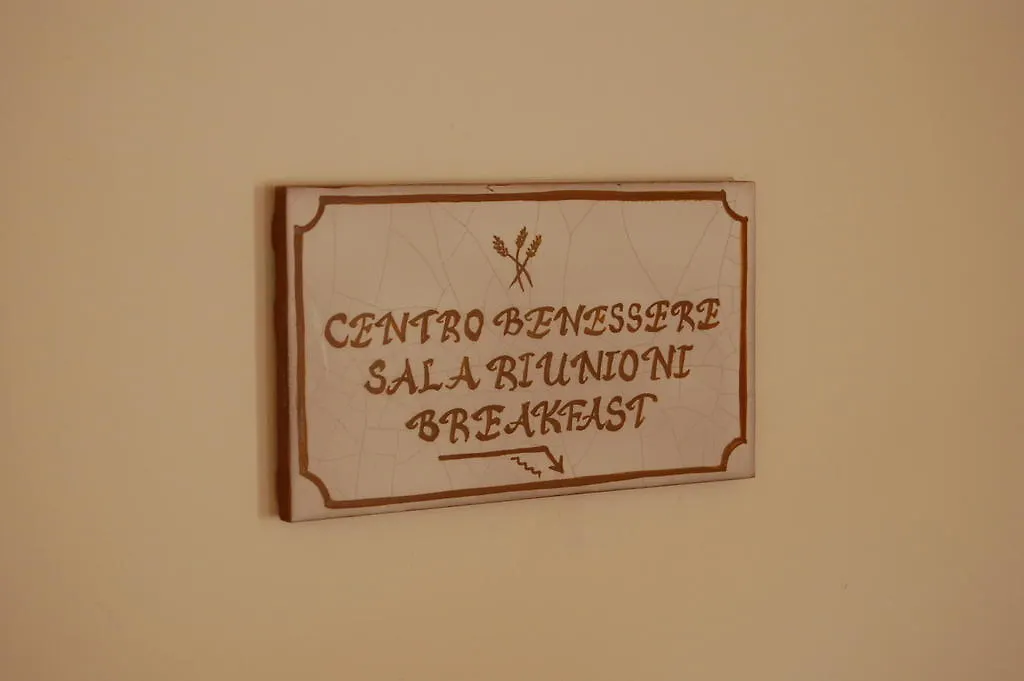 CENTRO BENESSERE
SALA RIUNIONI
BREAKFAST